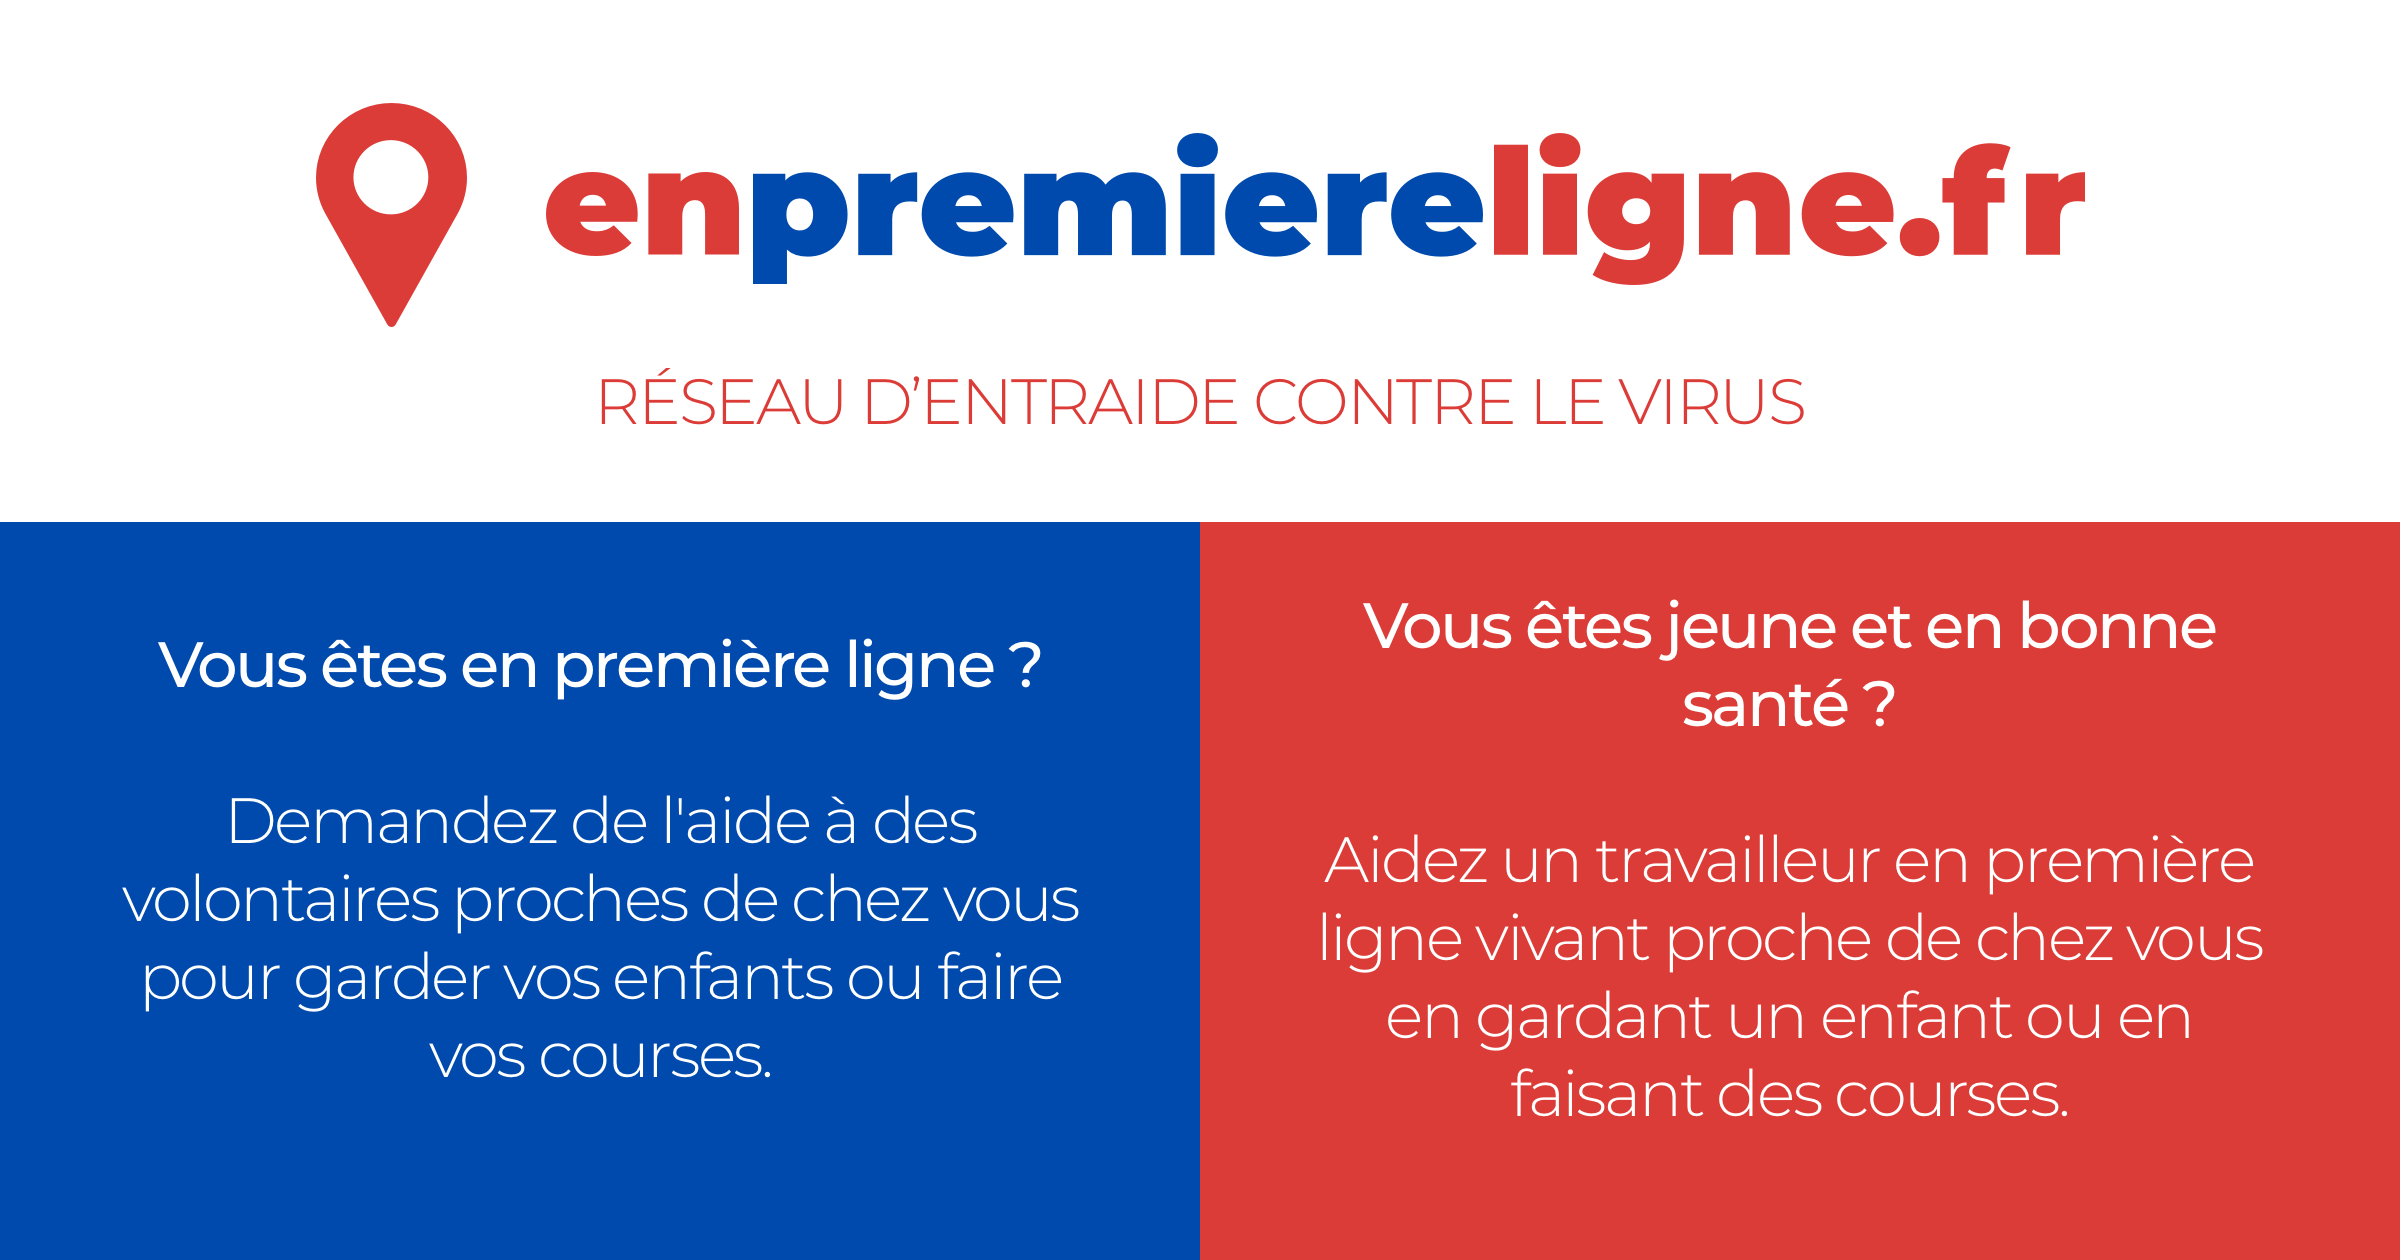 enpremiereligne.fr
RÉSEAU D’ENTRAIDE CONTRE LE VIRUS
Vous êtes en première ligne ?
Demandez de l'aide à des
volontaires proches de chez vous
pour garder vos enfants ou faire
vos courses.
Vous êtes jeune et en bonne
santé ?
Aidez un travailleur en première
ligne vivant proche de chez vous
en gardant un enfant ou en
faisant des courses.